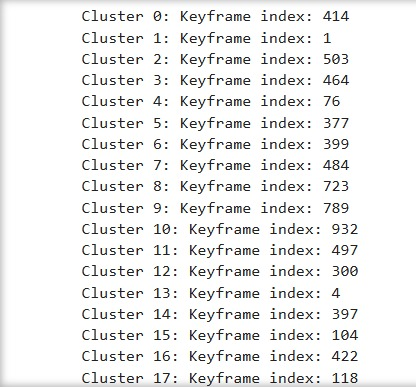 Cluster 0: Keyframe index: 414
Cluster 1: Keyframe index: 1
Cluster 2: Keyframe index: 503
Cluster 3: Keyframe index: 464
Cluster 4: Keyframe index: 76
Cluster 5: Keyframe index: 377
Cluster 6: Keyframe index: 399
Cluster 7: Keyframe index: 484
Cluster 8: Keyframe index: 723
Cluster 9: Keyframe index: 789
Cluster 10: Keyframe index: 932
Cluster 11: Keyframe index: 497
Cluster 12: Keyframe index: 300
Cluster 13: Keyframe index: 4
Cluster 14: Keyframe index: 397
Cluster 15: Keyframe index: 104
Cluster 16: Keyframe index: 422
Cluster 17: Keyframe index: 118